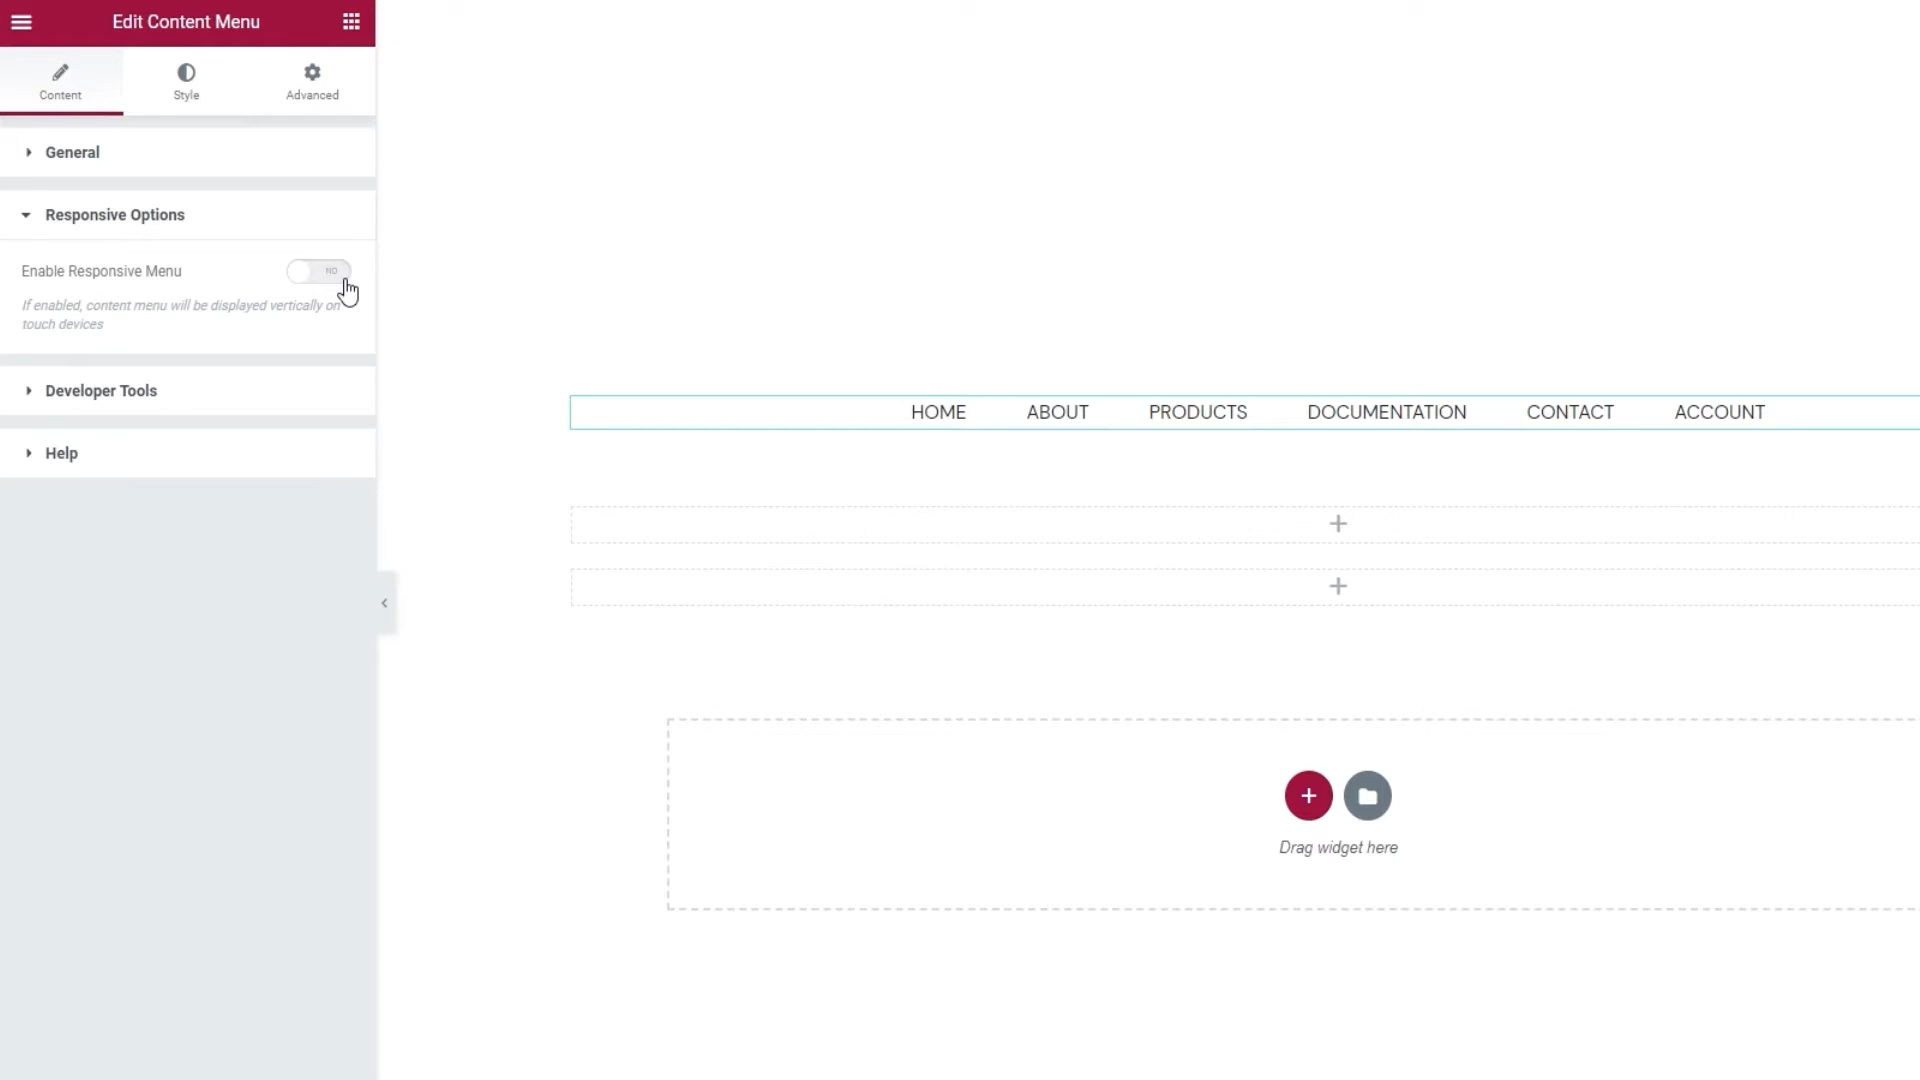 Edit Content Menu
Content
Style
Advanced
General
Responsive Options
Enable Responsive Menu
NO
If enabled, content menu will be displayed vertically on
touch devices
Developer Tools
Help
HOME ABOUT PRODUCTS DOCUMENTATION CONTACT ACCOUNT
Drag widget here